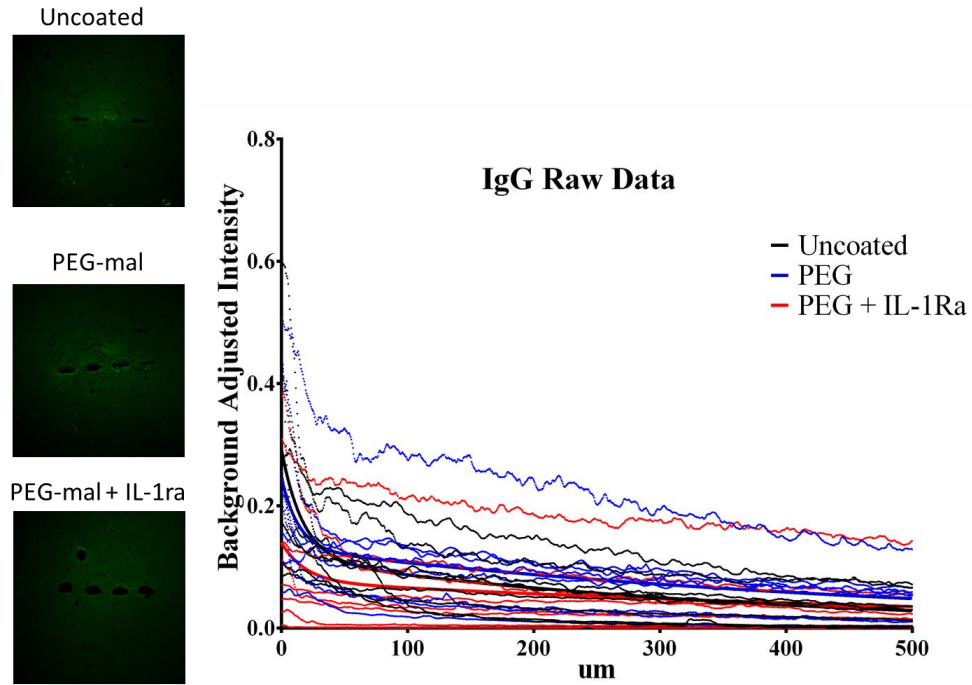 Uncoated
PEG-mal
PEG-mal + IL-1ra
IgG Raw Data
Background Adjusted Intensity
0.8
0.6
0.4
0.2
0.0
Uncoated
PEG
PEG + IL-1Ra
0 100 200 300 400 500
um